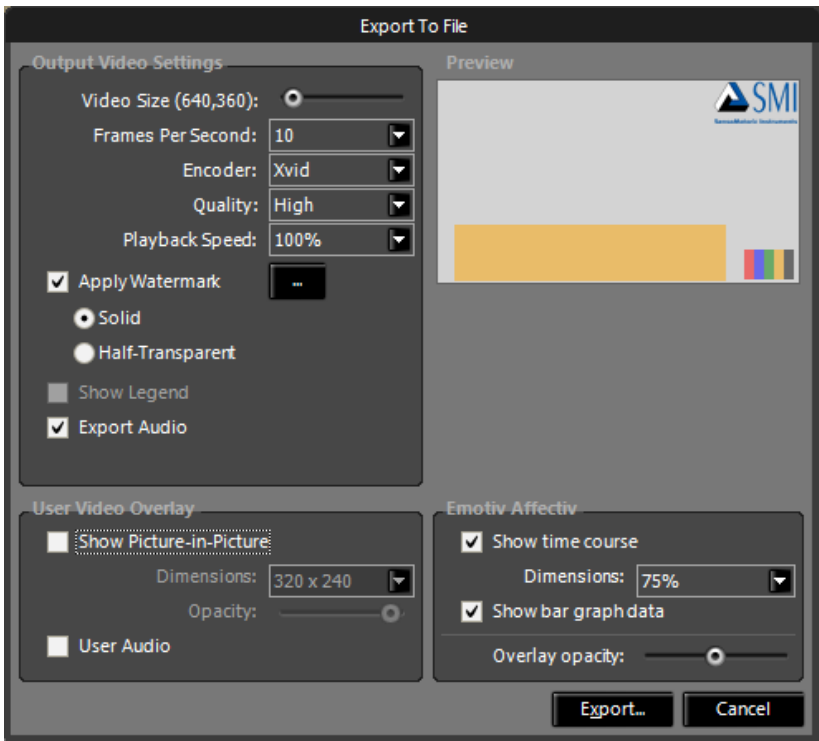 Export To File
Output Video Settings
Video Size (640,360):
Frames Per Second: 10
Encoder: Xvid
Quality: High
Playback Speed: 100%
Apply Watermark ...
Solid
Half-Transparent
Show Legend
Export Audio
Preview
SMI
SensoMotoric Instruments
User Video Overlay
Show Picture-in-Picture
Dimensions: 320 x 240
Opacity:
User Audio
Emotiv Affectiv
Show time course
Dimensions: 75%
Show bar graph data
Overlay opacity:
Export...
Cancel